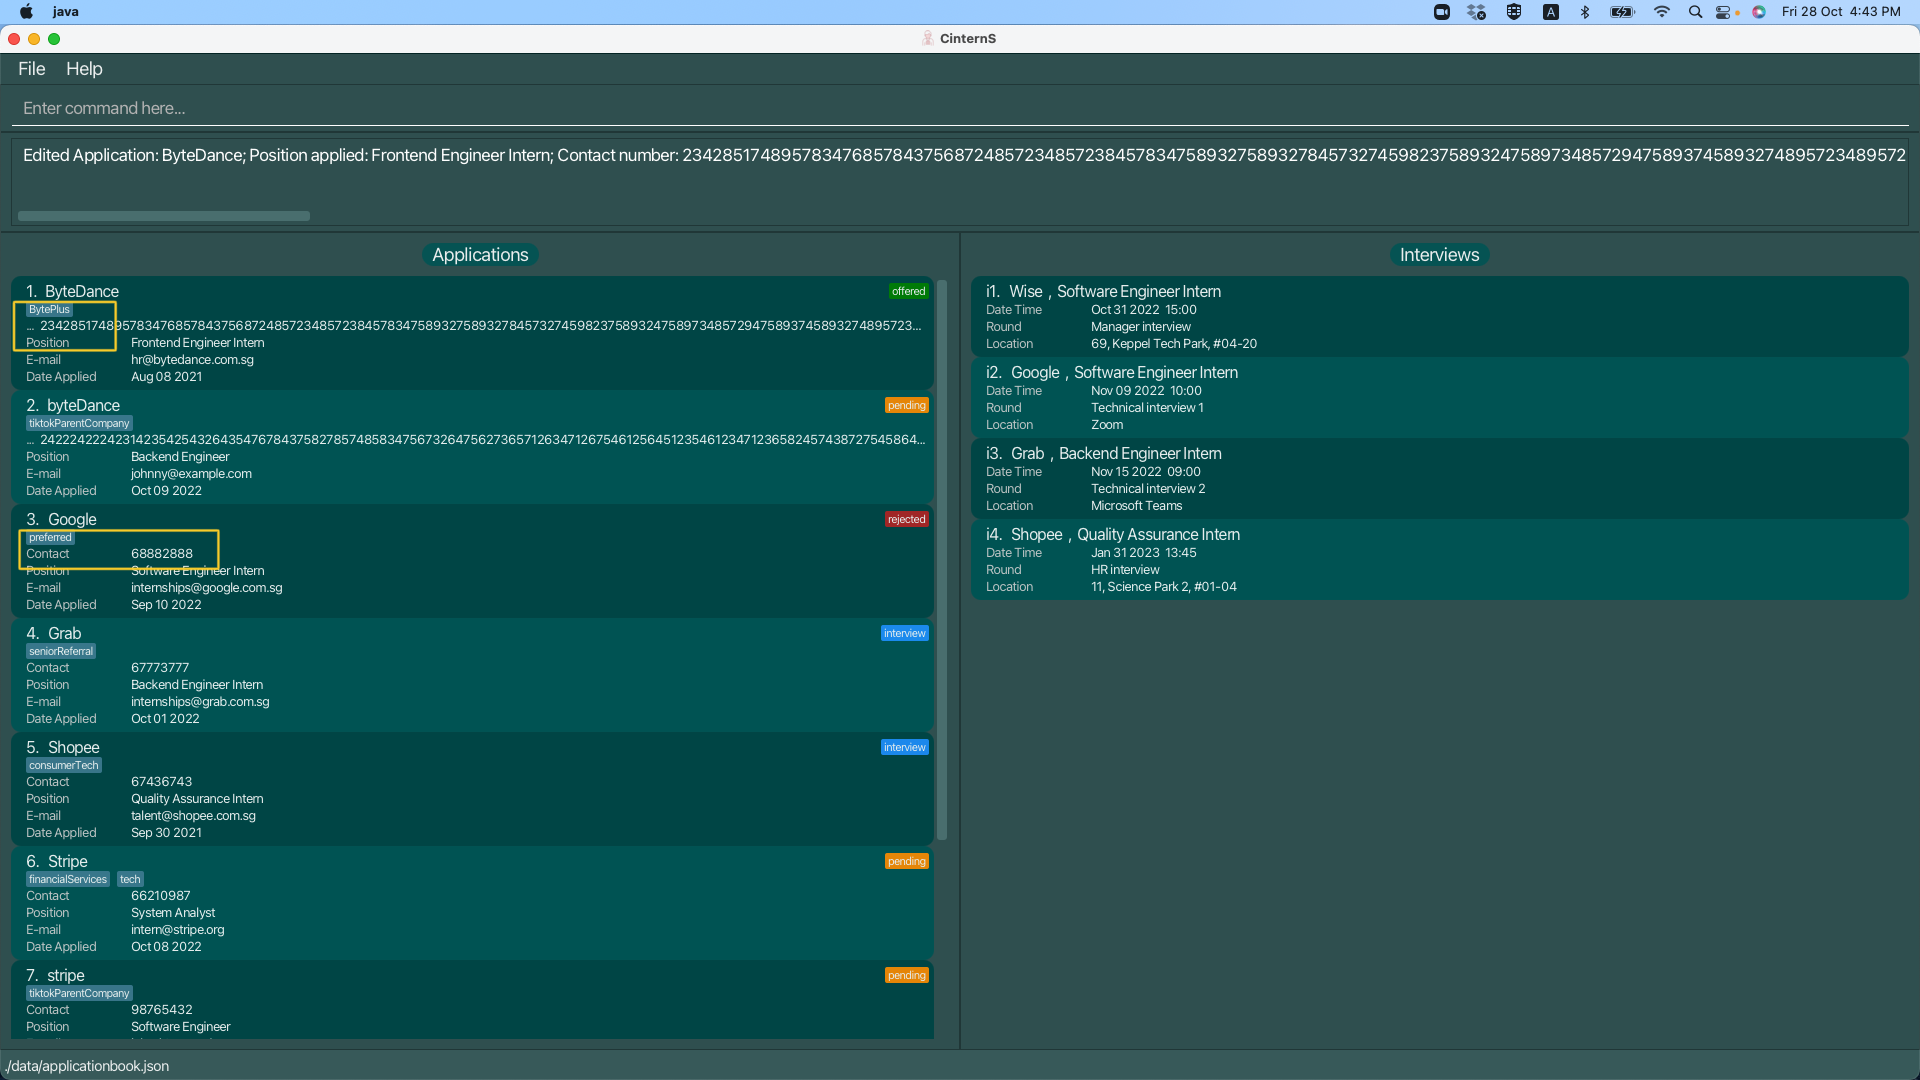 java
Fri 28 Oct 4:43 PM
CinternS
File Help
Enter command here...
Edited Application: ByteDance; Position applied: Frontend Engineer Intern; Contact number: 23428517489578347685784375687248572348572384578347589327589327845732745982375893247589734857294758937458932748957234895​72
Applications
1. ByteDance
offered
BytePlus
... 2342851748957834768578437568724857234857238457834758932758932784573274598237589324758973485729475893745893274895723...
Position Frontend Engineer Intern
E-mail hr@bytedance.com.sg
Date Applied Aug 08 2021
2. byteDance
pending
tiktokParentCompany
... 2422242224231423542543264354767843758278574858347567326475627365712634712675461256451235461234712365824574387275458​64...
Position Backend Engineer
E-mail johnny@example.com
Date Applied Oct 09 2022
3. Google
rejected
preferred
Contact 68882888
Position Software Engineer Intern
E-mail internships@google.com.sg
Date Applied Sep 10 2022
4. Grab
interview
seniorReferral
Contact 67773777
Position Backend Engineer Intern
E-mail internships@grab.com.sg
Date Applied Oct 01 2022
5. Shopee
interview
consumerTech
Contact 67436743
Position Quality Assurance Intern
E-mail talent@shopee.com.sg
Date Applied Sep 30 2021
6. Stripe
pending
financialServices tech
Contact 66210987
Position System Analyst
E-mail intern@stripe.org
Date Applied Oct 08 2022
7. stripe
pending
tiktokParentCompany
Contact 98765432
Position Software Engineer
Interviews
i1. Wise , Software Engineer Intern
Date Time Oct 31 2022 15:00
Round Manager interview
Location 69, Keppel Tech Park, #04-20
i2. Google , Software Engineer Intern
Date Time Nov 09 2022 10:00
Round Technical interview 1
Location Zoom
i3. Grab , Backend Engineer Intern
Date Time Nov 15 2022 09:00
Round Technical interview 2
Location Microsoft Teams
i4. Shopee , Quality Assurance Intern
Date Time Jan 31 2023 13:45
Round HR interview
Location 11, Science Park 2, #01-04
./data/applicationbook.json